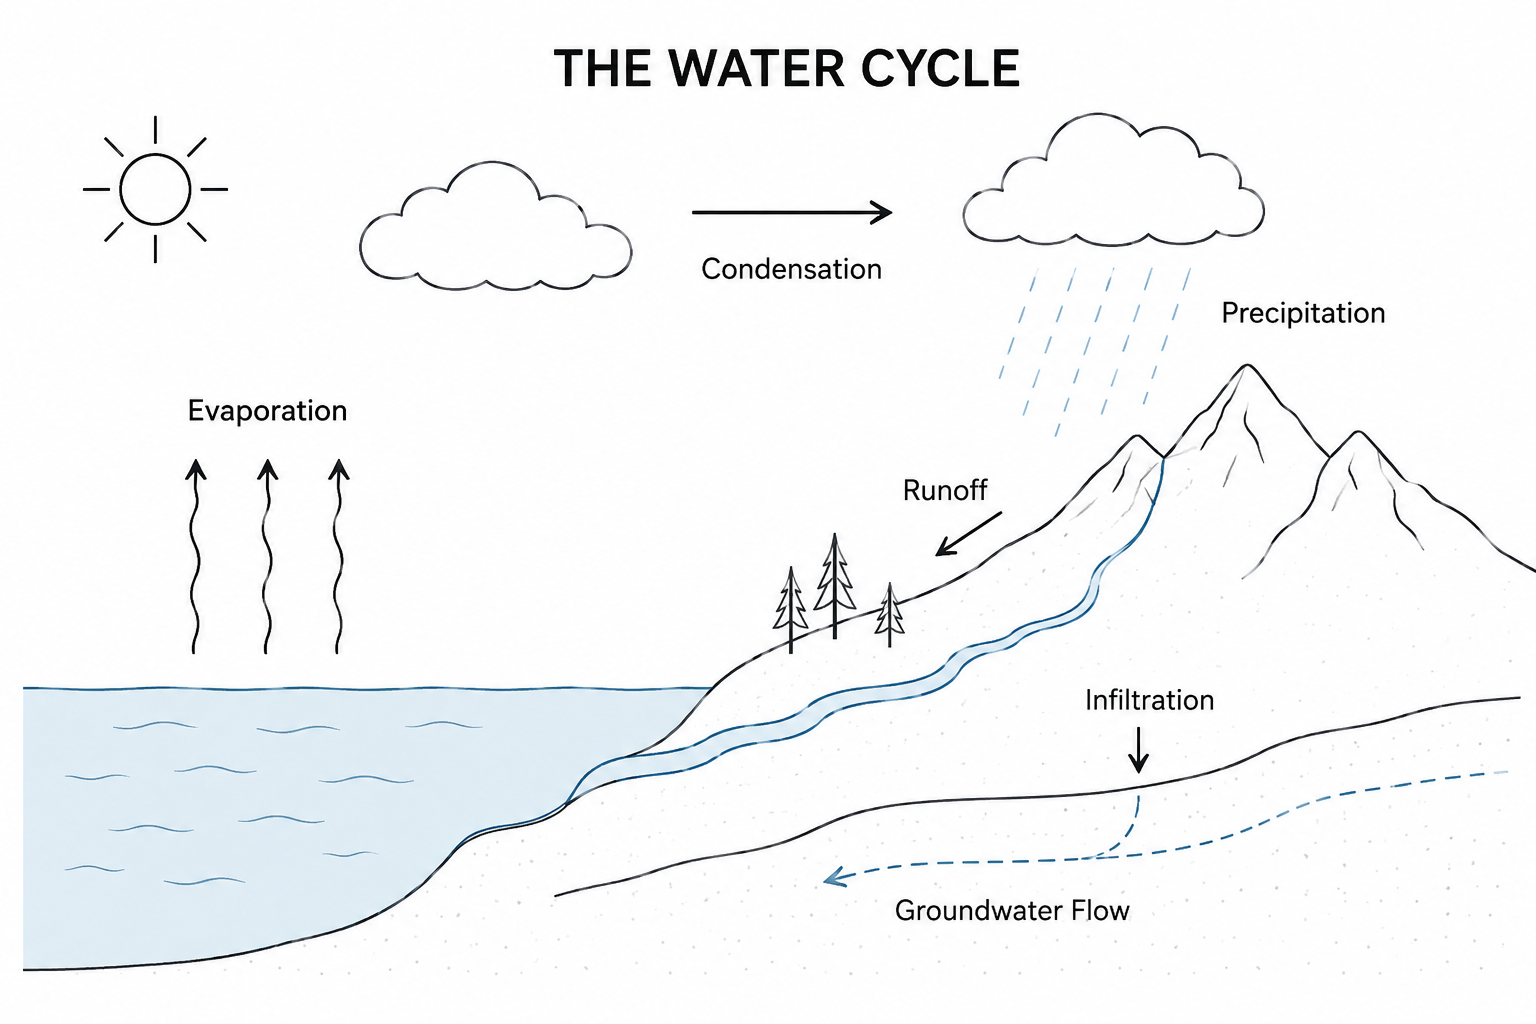 THE WATER CYCLE
Condensation
Precipitation
Evaporation
Runoff
Infiltration
Groundwater Flow